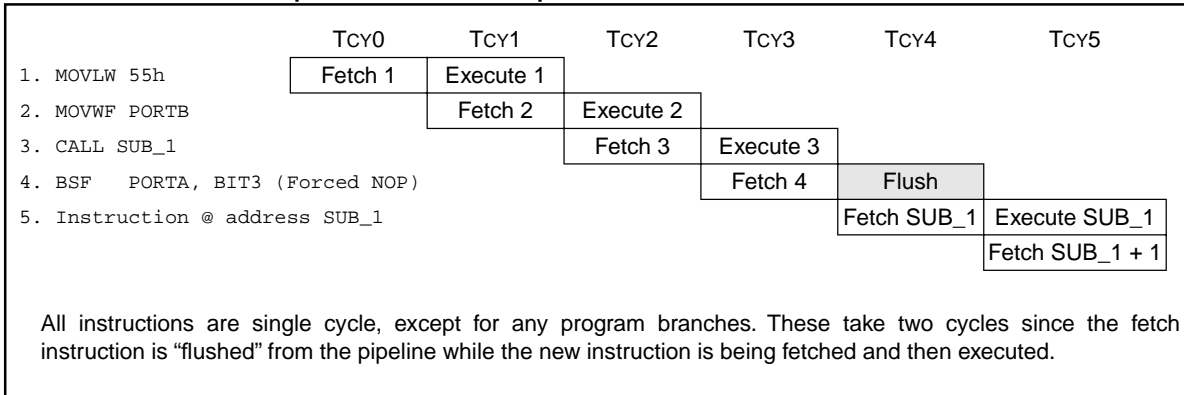 TCY0 TCY1 TCY2 TCY3 TCY4 TCY5
1. MOVLW 55h Fetch 1 Execute 1
2. MOVWF PORTB Fetch 2 Execute 2
3. CALL SUB_1 Fetch 3 Execute 3
4. BSF PORTA, BIT3 (Forced NOP) Fetch 4 Flush
5. Instruction @ address SUB_1 Fetch SUB_1 Execute SUB_1
Fetch SUB_1 + 1
All instructions are single cycle, except for any program branches. These take two cycles since the fetch
instruction is “flushed” from the pipeline while the new instruction is being fetched and then executed.